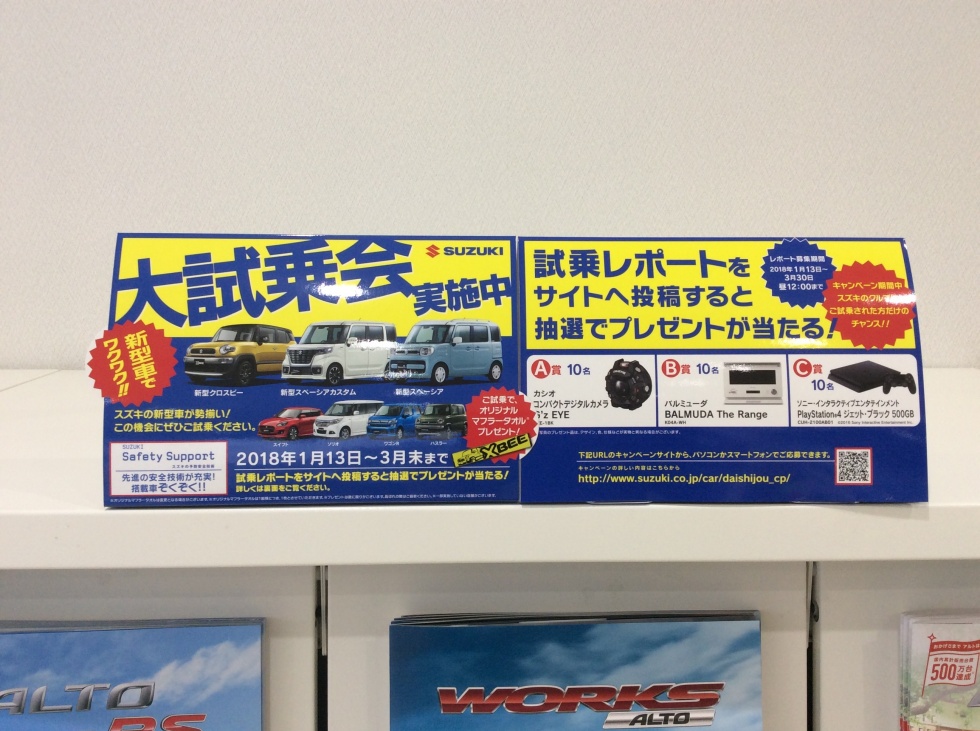 大試乗会
実施中
SUZUKI
新型車で
ワクワク!!
新型クロスビー
新型スペーシアカスタム
新型スペーシア
スズキの新型車が勢揃い!
この機会にぜひご試乗ください。
スイフト
ソリオ
ワゴンR
ハスラー
ご試乗で、
オリジナル
マフラータオル
プレゼント!
XBEE
SUZUKI
Safety Support
スズキの予防安全技術
先進の安全技術が充実!
搭載車ぞくぞく!!
2018年1月13日〜3月末まで
試乗レポートをサイトへ投稿すると抽選でプレゼントが当たる!
詳しくは裏面をご覧ください。
試乗レポートを
サイトへ投稿すると
抽選でプレゼントが当たる!
レポート募集期間
2018年1月13日〜
3月30日
昼12:00まで
キャンペーン期間中
スズキのクルマ
ご試乗された方だけの
チャンス!!
A賞 10名
カシオ
コンパクトデジタルカメラ
G'z EYE
B賞 10名
バルミューダ
BALMUDA The Range
K04A-WH
C賞
10名
ソニー・インタラクティブエンタテインメント
PlayStation4 ジェット・ブラック 500GB
CUH-2100AB01
下記URLのキャンペーンサイトから、パソコンかスマートフォンでご応募できます。
キャンペーンの詳しい内容はこちらから
http://www.suzuki.co.jp/car/daishijou_cp/
ALTO
RS
WORKS
ALTO
500万台
達成